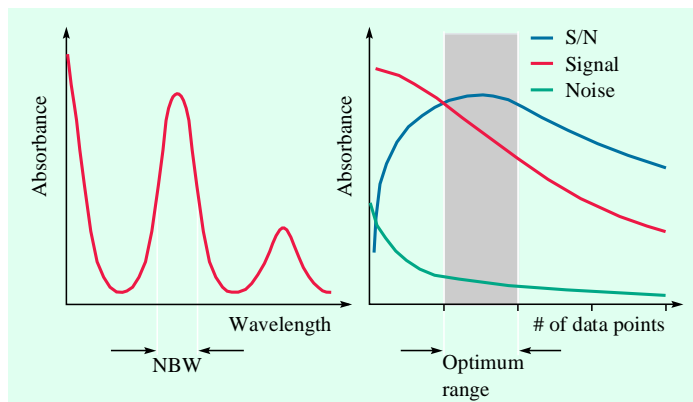 Absorbance
Wavelength
NBW
Absorbance
S/N
Signal
Noise
# of data points
Optimum
range